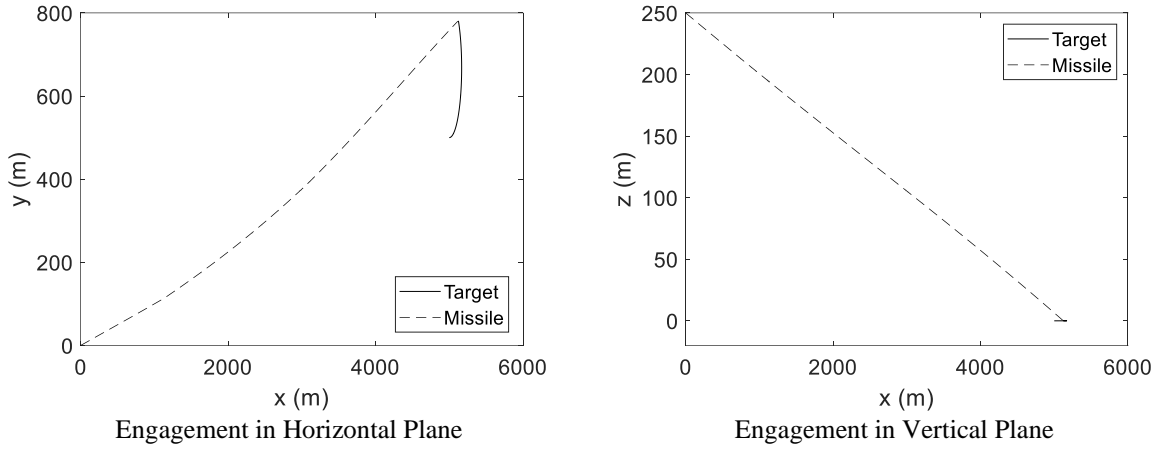 800
600
400
200
0
y (m)
0
2000
4000
6000
x (m)
Target
Missile
Engagement in Horizontal Plane
250
200
150
100
50
0
z (m)
0
2000
4000
6000
x (m)
Target
Missile
Engagement in Vertical Plane